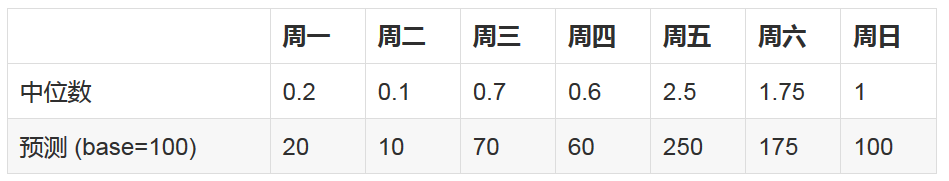 周一 周二 周三 周四 周五 周六 周日
中位数 0.2 0.1 0.7 0.6 2.5 1.75 1
预测 (base=100) 20 10 70 60 250 175 100